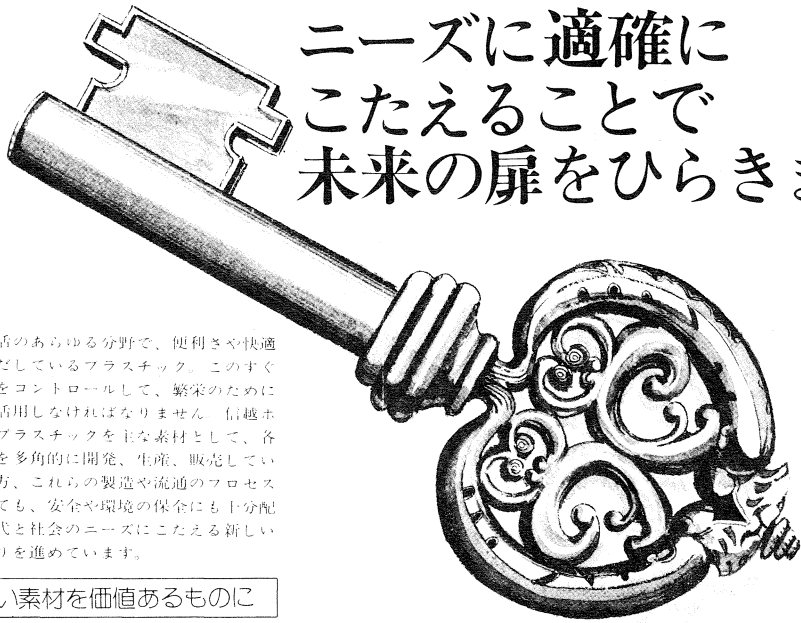 ニーズに適確に
こたえることで
未来の扉をひらきま
活のあらゆる分野で、便利さや快適
だしているプラスチック。このすぐ
をコントロールして、繁栄のために
活用しなければなりません。信越ポ
プラスチックを主な素材として、各
を多角的に開発、生産、販売してい
方、これらの製造や流通のプロセス
ても、安全や環境の保全にも十分配
代と社会のニーズにこたえる新しい
りを進めています。
い素材を価値あるものに